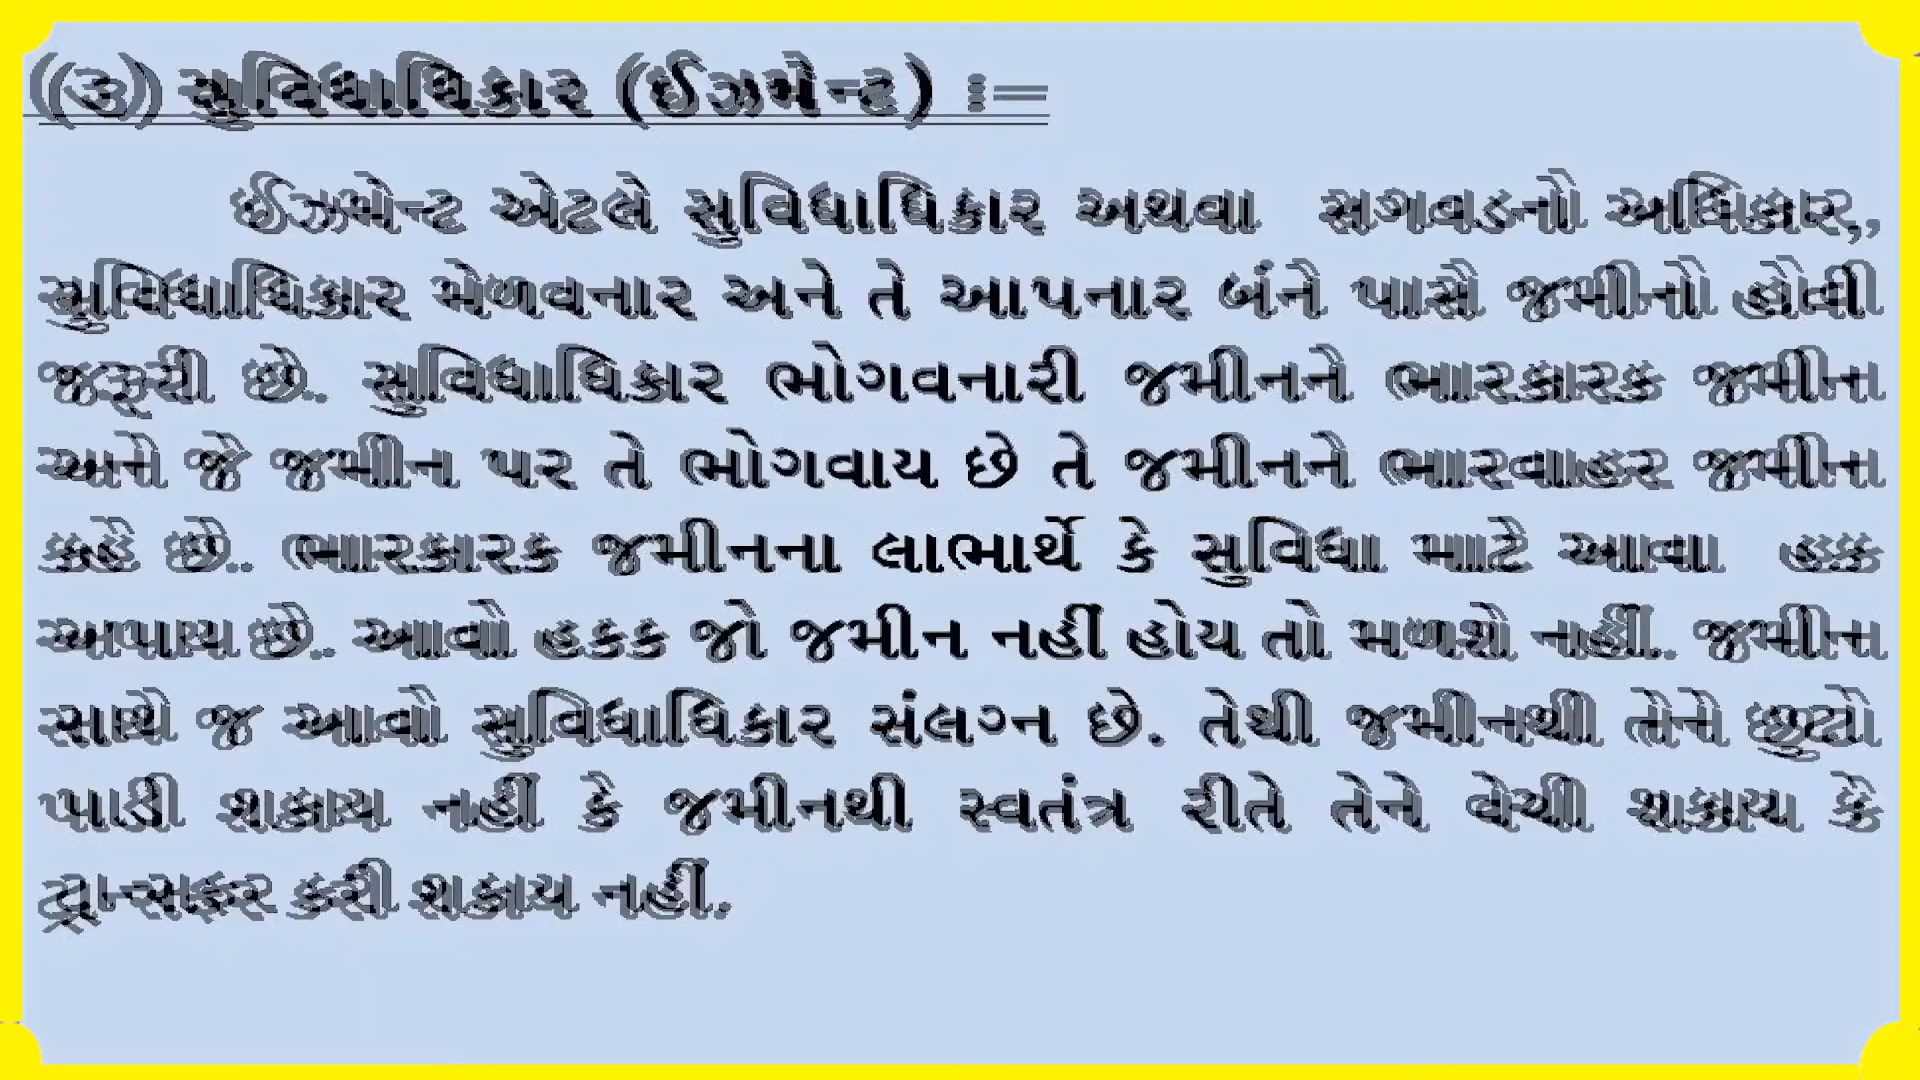 (૩) સુવિધાધિકાર (ઈઝમેન્ટ) :=
ઈઝમેન્ટ એટલે સુવિધાધિકાર અથવા સગવડનો અધિકાર,
સુવિધાધિકાર મેળવનાર અને તે આપનાર બંને પાસે જમીનો હોવી
જરૂરી છે. સુવિધાધિકાર ભોગવનારી જમીનને ભારકારક જમીન
અને જે જમીન પર તે ભોગવાય છે તે જમીનને ભારવાહર જમીન
કહે છે. ભારકારક જમીનના લાભાર્થે કે સુવિધા માટે આવા હક્ક
અપાય છે. આવો હકક જો જમીન નહીં હોય તો મળશે નહીં. જમીન
સાથે જ આવો સુવિધાધિકાર સંલગ્ન છે. તેથી જમીનથી તેને છુટો
પાડી શકાય નહીં કે જમીનથી સ્વતંત્ર રીતે તેને વેચી શકાય કે
ટ્રાન્સફર કરી શકાય નહીં.